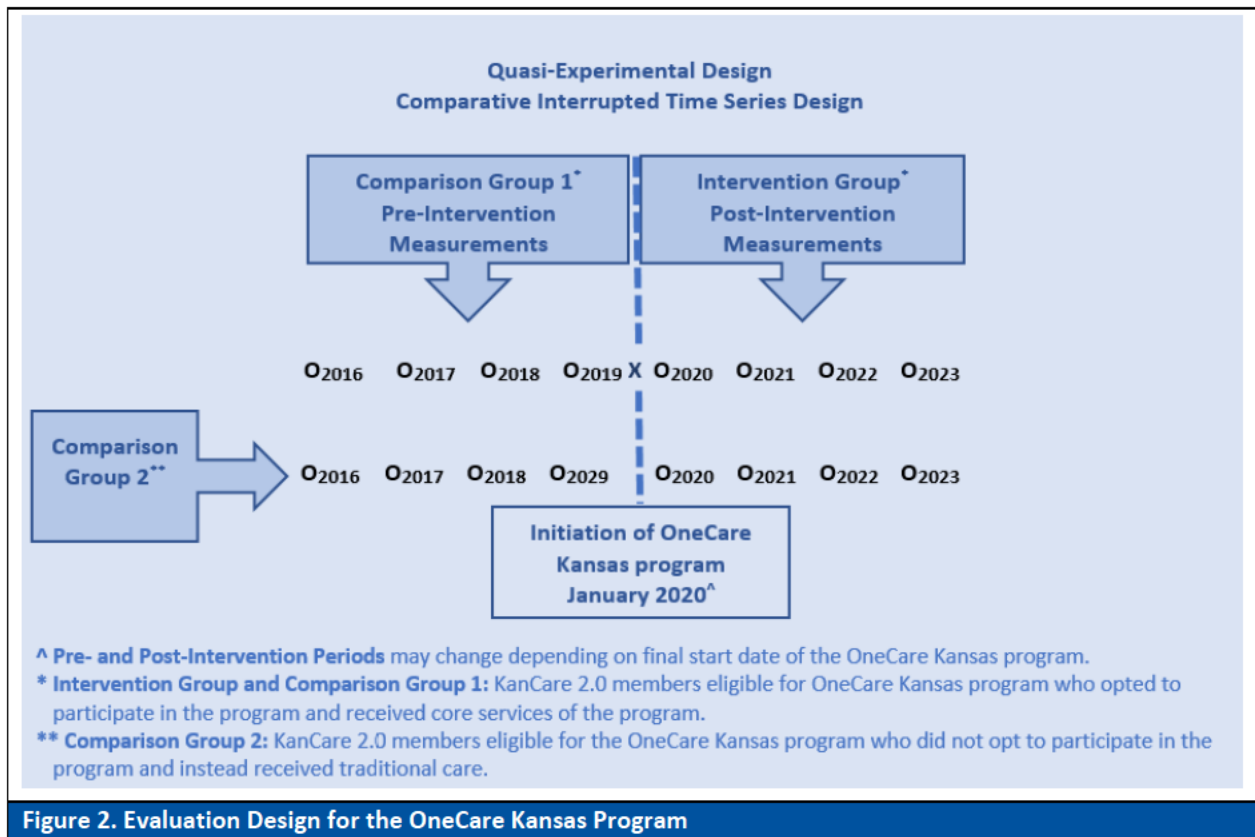 Quasi-Experimental Design
Comparative Interrupted Time Series Design
Comparison Group 1*
Pre-Intervention
Measurements
Intervention Group*
Post-Intervention
Measurements
O2016 O2017 O2018 O2019 X O2020 O2021 O2022 O2023
Comparison
Group 2**
O2016 O2017 O2018 O2029 O2020 O2021 O2022 O2023
Initiation of OneCare
Kansas program
January 2020^
^ Pre- and Post-Intervention Periods may change depending on final start date of the OneCare Kansas program.
* Intervention Group and Comparison Group 1: KanCare 2.0 members eligible for OneCare Kansas program who opted to
participate in the program and received core services of the program.
** Comparison Group 2: KanCare 2.0 members eligible for the OneCare Kansas program who did not opt to participate in the
program and instead received traditional care.
Figure 2. Evaluation Design for the OneCare Kansas Program